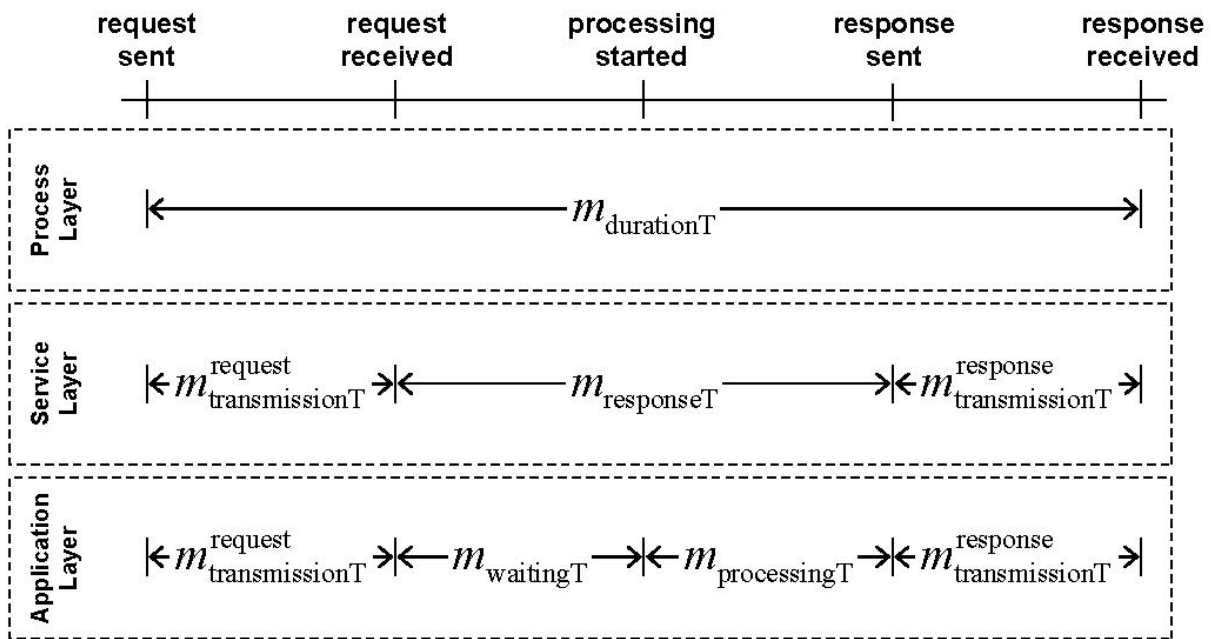 request sent
request received
processing started
response sent
response received
Process Layer
m durationT
Service Layer
m request transmissionT
m responseT
m response transmissionT
Application Layer
m request transmissionT
m waitingT
m processingT
m response transmissionT